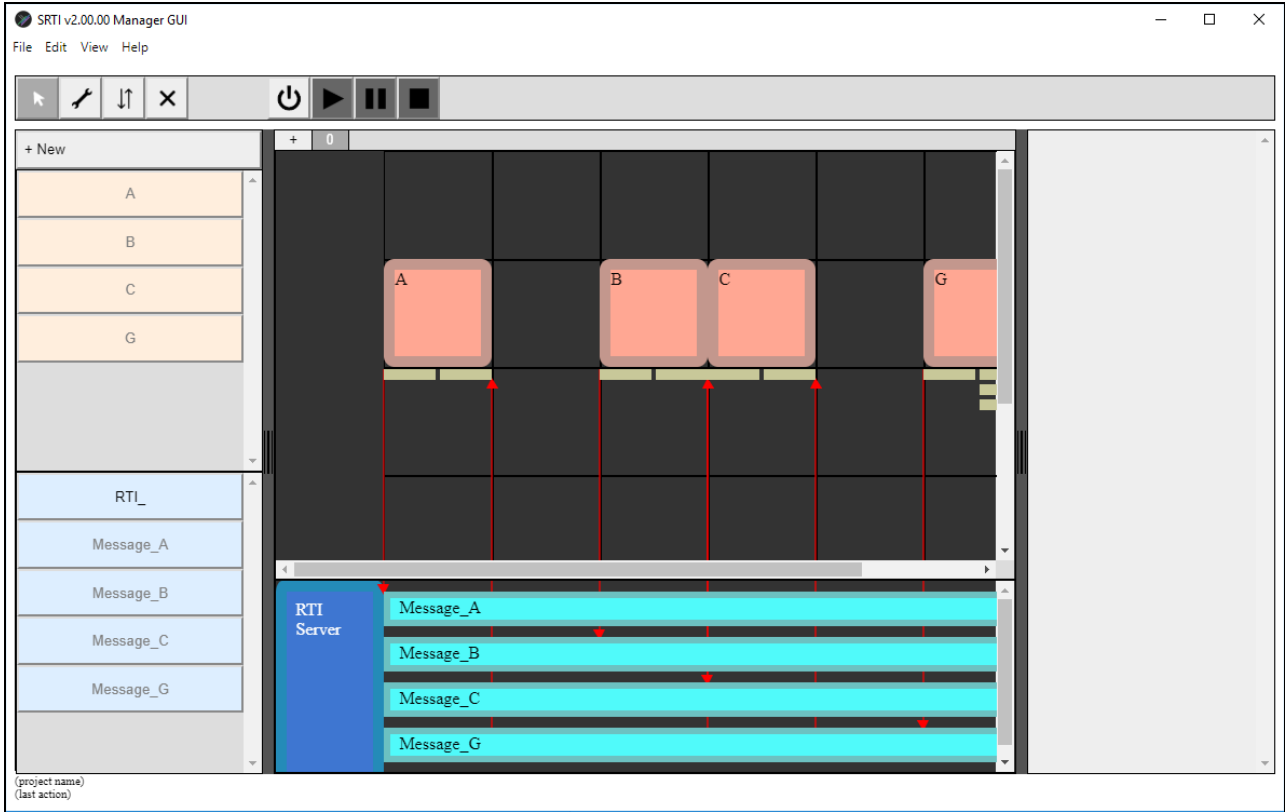 SRTI v2.00.00 Manager GUI
File Edit View Help
+ New
+ 0
A
B
C
G
A B C G
RTI_
Message_A
Message_B
Message_C
Message_G
RTI
Server
Message_A
Message_B
Message_C
Message_G
(project name)
(last action)